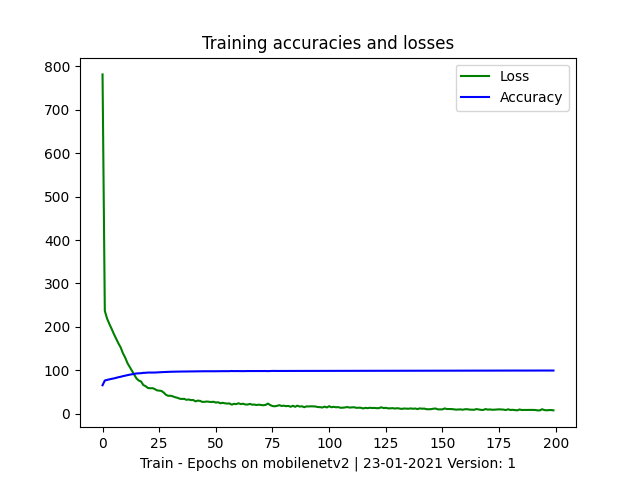 Training accuracies and losses
Loss
Accuracy
800
700
600
500
400
300
200
100
0
0 25 50 75 100 125 150 175 200
Train - Epochs on mobilenetv2 | 23-01-2021 Version: 1